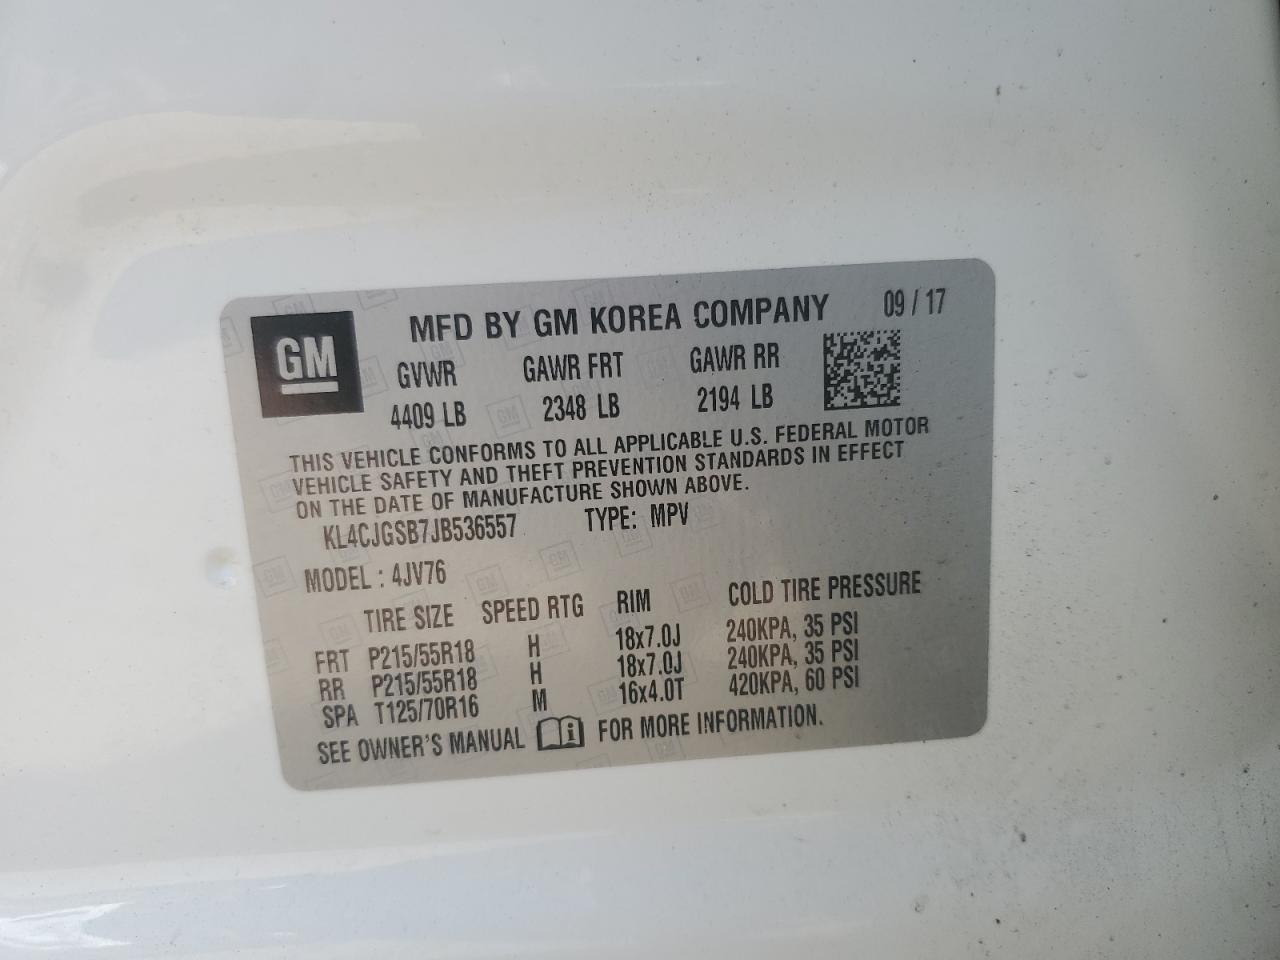 GM
MFD BY GM KOREA COMPANY 09 / 17
GVWR GAWR FRT GAWR RR
4409 LB 2348 LB 2194 LB
THIS VEHICLE CONFORMS TO ALL APPLICABLE U.S. FEDERAL MOTOR
VEHICLE SAFETY AND THEFT PREVENTION STANDARDS IN EFFECT
ON THE DATE OF MANUFACTURE SHOWN ABOVE.
KL4CJGSB7JB536557 TYPE: MPV
MODEL : 4JV76
TIRE SIZE SPEED RTG RIM COLD TIRE PRESSURE
FRT P215/55R18 H 18x7.0J 240KPA, 35 PSI
RR P215/55R18 H 18x7.0J 240KPA, 35 PSI
SPA T125/70R16 M 16x4.0T 420KPA, 60 PSI
SEE OWNER'S MANUAL i FOR MORE INFORMATION.